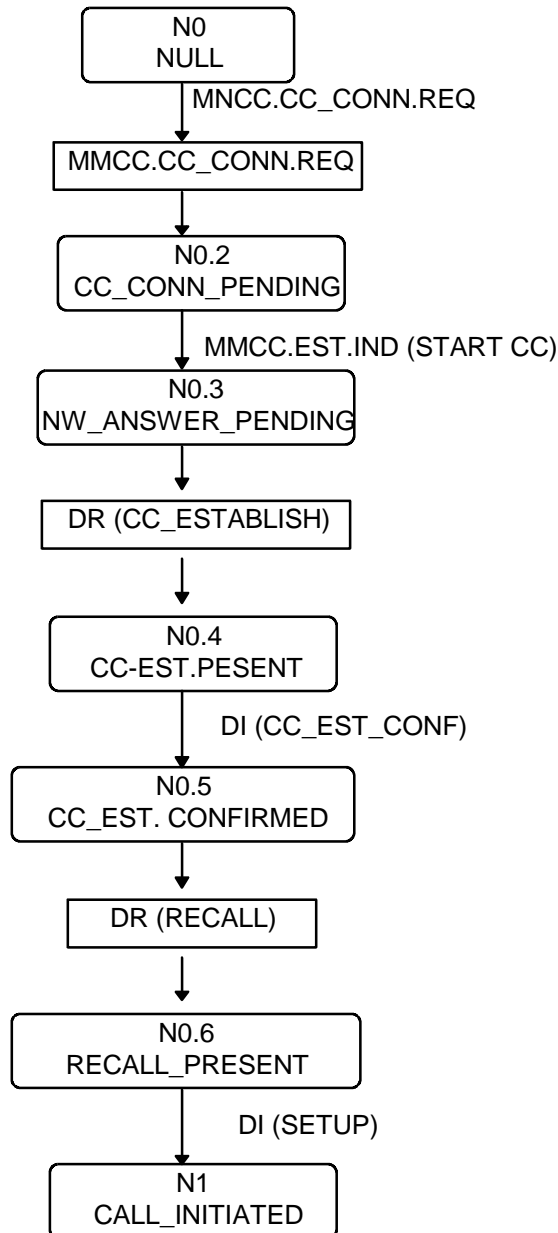 N0
NULL
MNCC.CC_CONN.REQ
MMCC.CC_CONN.REQ
N0.2
CC_CONN_PENDING
MMCC.EST.IND (START CC)
N0.3
NW_ANSWER_PENDING
DR (CC_ESTABLISH)
N0.4
CC-EST.PESENT
DI (CC_EST_CONF)
N0.5
CC_EST. CONFIRMED
DR (RECALL)
N0.6
RECALL_PRESENT
DI (SETUP)
N1
CALL_INITIATED